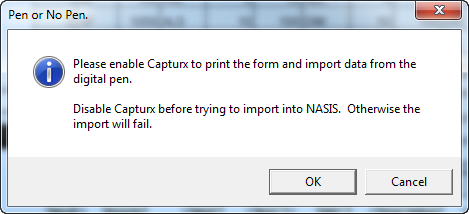 Pen or No Pen.
Please enable Capturx to print the form and import data from the
digital pen.
Disable Capturx before trying to import into NASIS.  Otherwise the
import will fail.
OK
Cancel